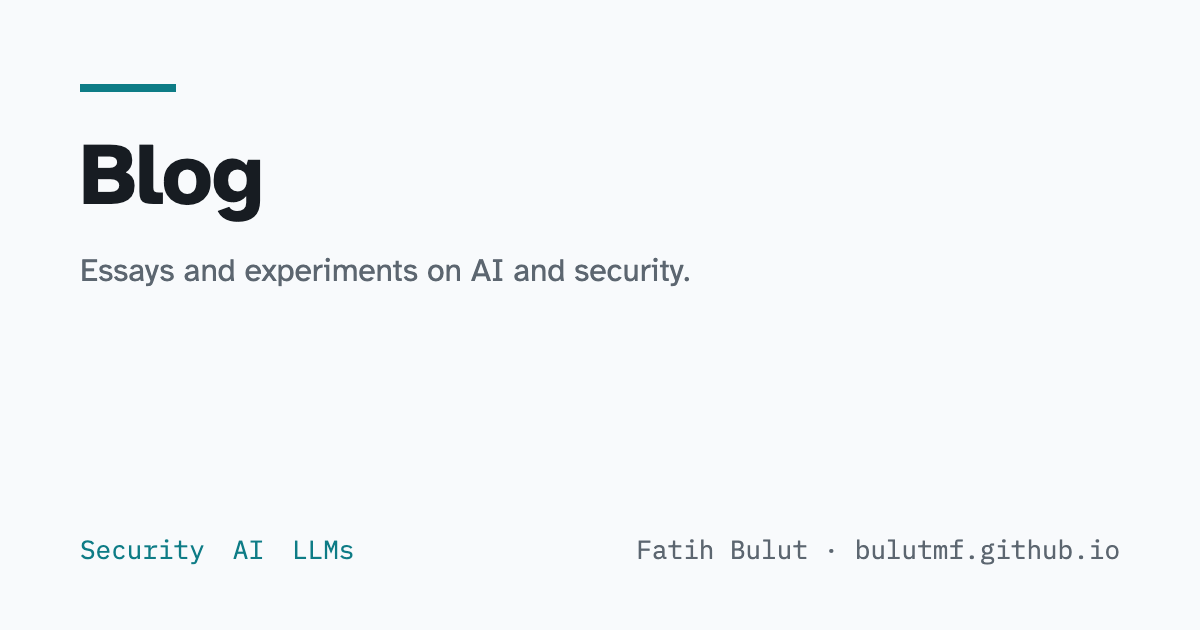 Blog
Essays and experiments on AI and security.
Security AI LLMs
Fatih Bulut · bulutmf.github.io